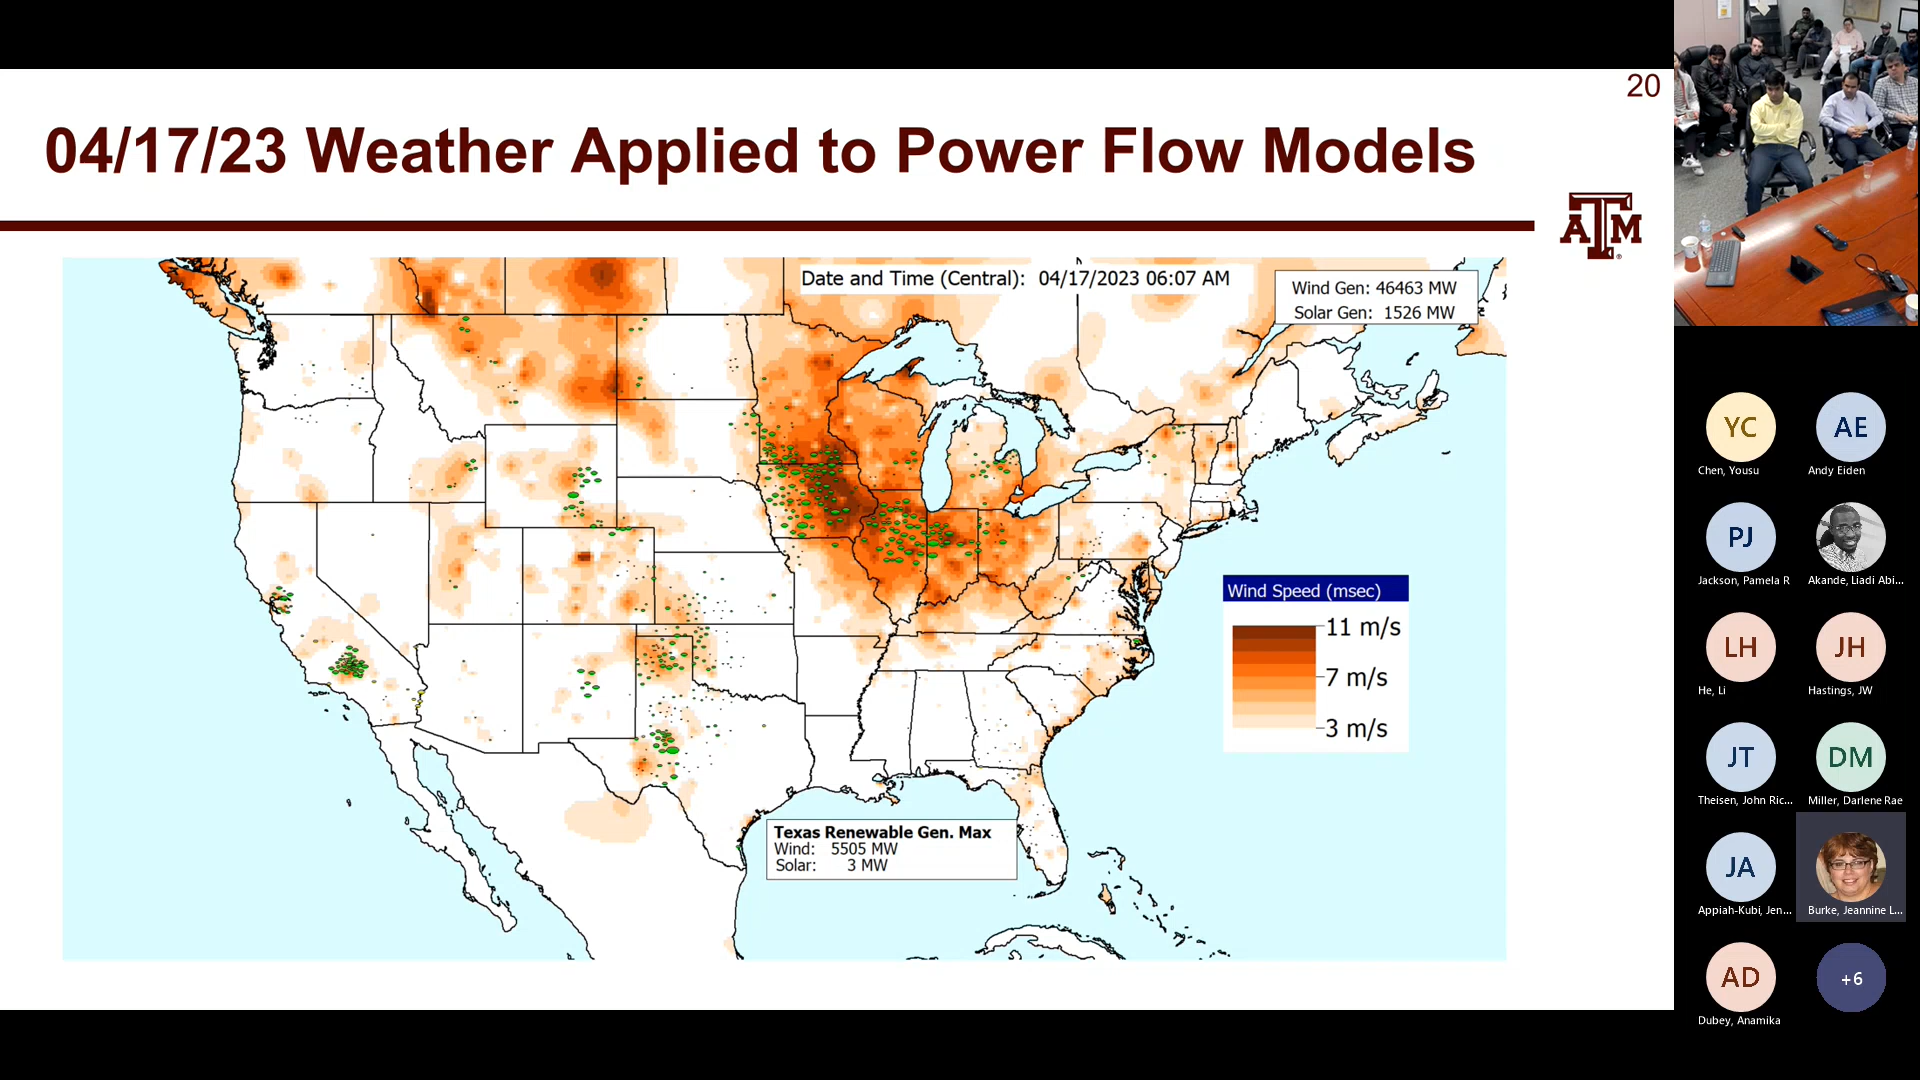 20
04/17/23 Weather Applied to Power Flow Models
ATM
Date and Time (Central): 04/17/2023 06:07 AM
Wind Gen: 46463 MW
Solar Gen: 1526 MW
Wind Speed (msec)
11 m/s
7 m/s
3 m/s
Texas Renewable Gen. Max
Wind: 5505 MW
Solar: 3 MW
YC
Chen, Yousu
AE
Andy Eiden
PJ
Jackson, Pamela R
Akande, Liadi Abi...
LH
He, Li
JH
Hastings, JW
JT
Theisen, John Ric...
DM
Miller, Darlene Rae
JA
Appiah-Kubi, Jen...
Burke, Jeannine L...
AD
Dubey, Anamika
+6